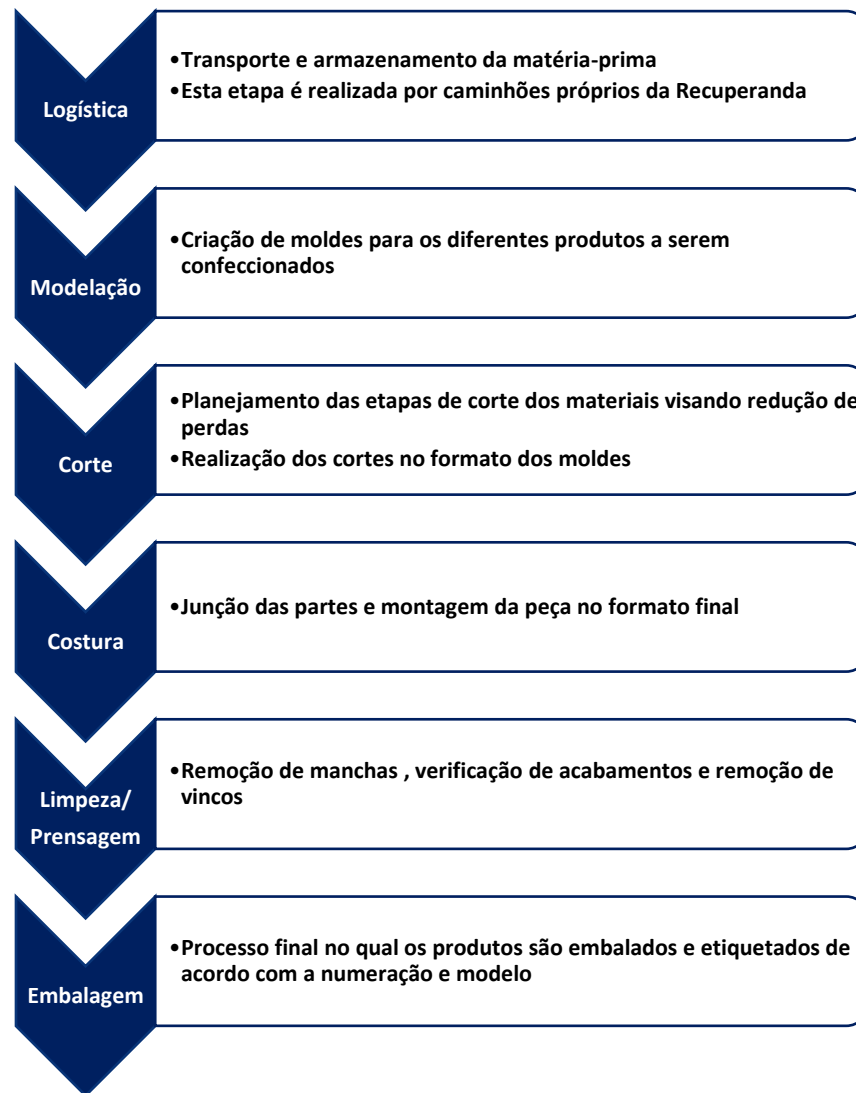 Logística
•Transporte e armazenamento da matéria-prima
•Esta etapa é realizada por caminhões próprios da Recuperanda
Modelação
•Criação de moldes para os diferentes produtos a serem
confeccionados
Corte
•Planejamento das etapas de corte dos materiais visando redução de
perdas
•Realização dos cortes no formato dos moldes
Costura
•Junção das partes e montagem da peça no formato final
Limpeza/
Prensagem
•Remoção de manchas , verificação de acabamentos e remoção de
vincos
Embalagem
•Processo final no qual os produtos são embalados e etiquetados de
acordo com a numeração e modelo